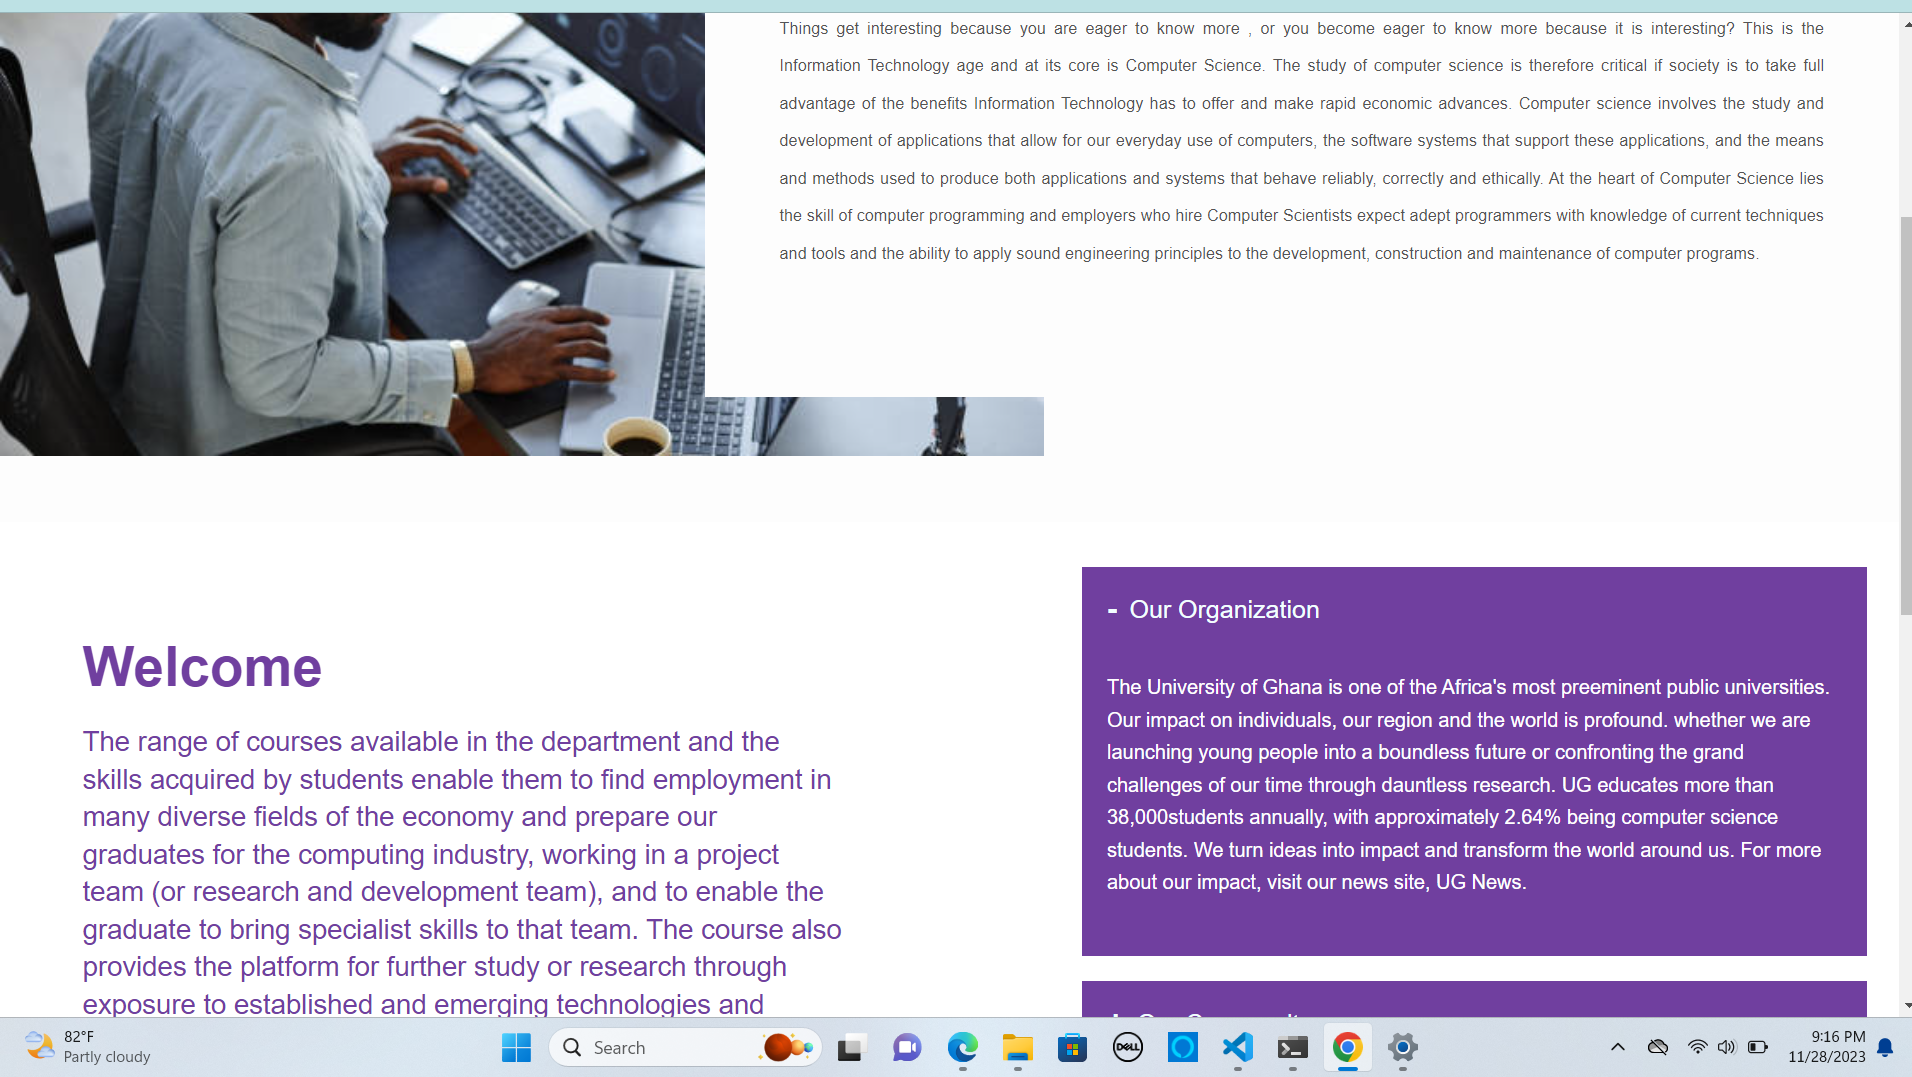 Things get interesting because you are eager to know more , or you become eager to know more because it is interesting? This is the
Information Technology age and at its core is Computer Science. The study of computer science is therefore critical if society is to take full
advantage of the benefits Information Technology has to offer and make rapid economic advances. Computer science involves the study and
development of applications that allow for our everyday use of computers, the software systems that support these applications, and the means
and methods used to produce both applications and systems that behave reliably, correctly and ethically. At the heart of Computer Science lies
the skill of computer programming and employers who hire Computer Scientists expect adept programmers with knowledge of current techniques
and tools and the ability to apply sound engineering principles to the development, construction and maintenance of computer programs.
Welcome
The range of courses available in the department and the
skills acquired by students enable them to find employment in
many diverse fields of the economy and prepare our
graduates for the computing industry, working in a project
team (or research and development team), and to enable the
graduate to bring specialist skills to that team. The course also
provides the platform for further study or research through
exposure to established and emerging technologies and
- Our Organization
The University of Ghana is one of the Africa's most preeminent public universities.
Our impact on individuals, our region and the world is profound. whether we are
launching young people into a boundless future or confronting the grand
challenges of our time through dauntless research. UG educates more than
38,000students annually, with approximately 2.64% being computer science
students. We turn ideas into impact and transform the world around us. For more
about our impact, visit our news site, UG News.
82°F
Partly cloudy
Search
DELL
9:16 PM
11/28/2023